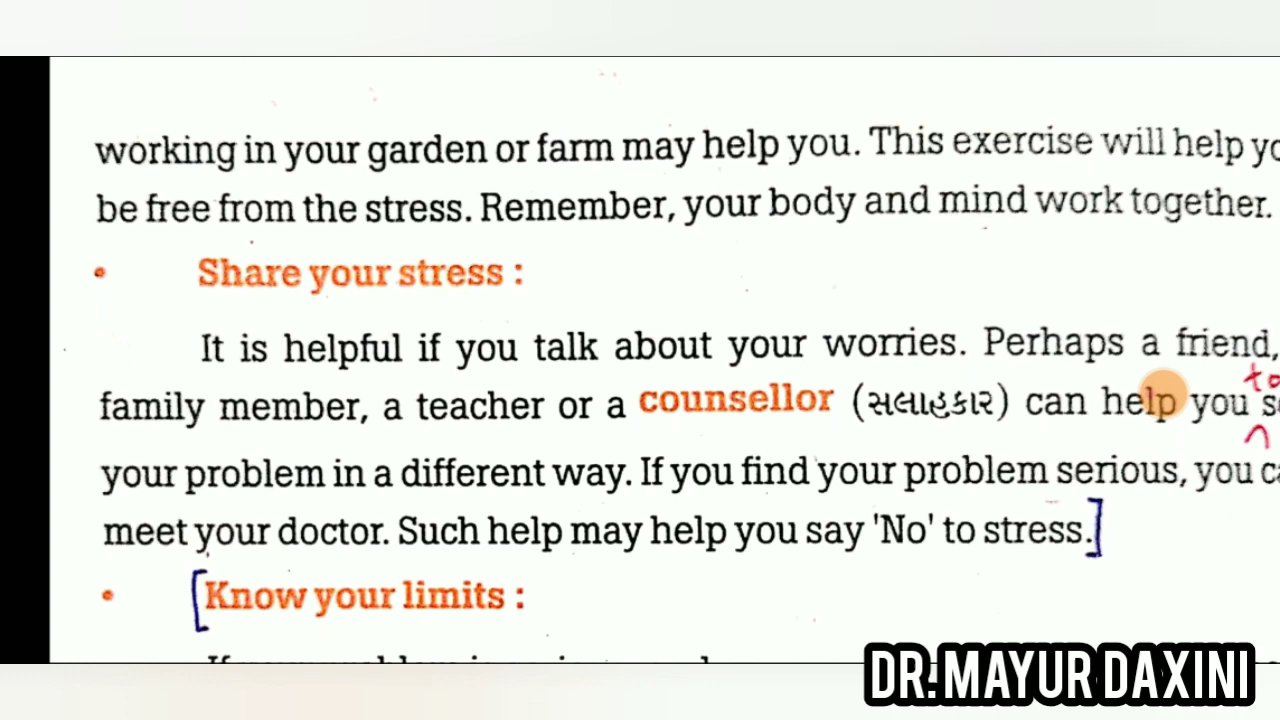 working in your garden or farm may help you. This exercise will help
be free from the stress. Remember, your body and mind work together.
• Share your stress :
It is helpful if you talk about your worries. Perhaps a friend,
to
family member, a teacher or a counsellor (સલાહકાર) can help you
your problem in a different way. If you find your problem serious, you
meet your doctor. Such help may help you say 'No' to stress.]
• [Know your limits :
DR. MAYUR DAXINI